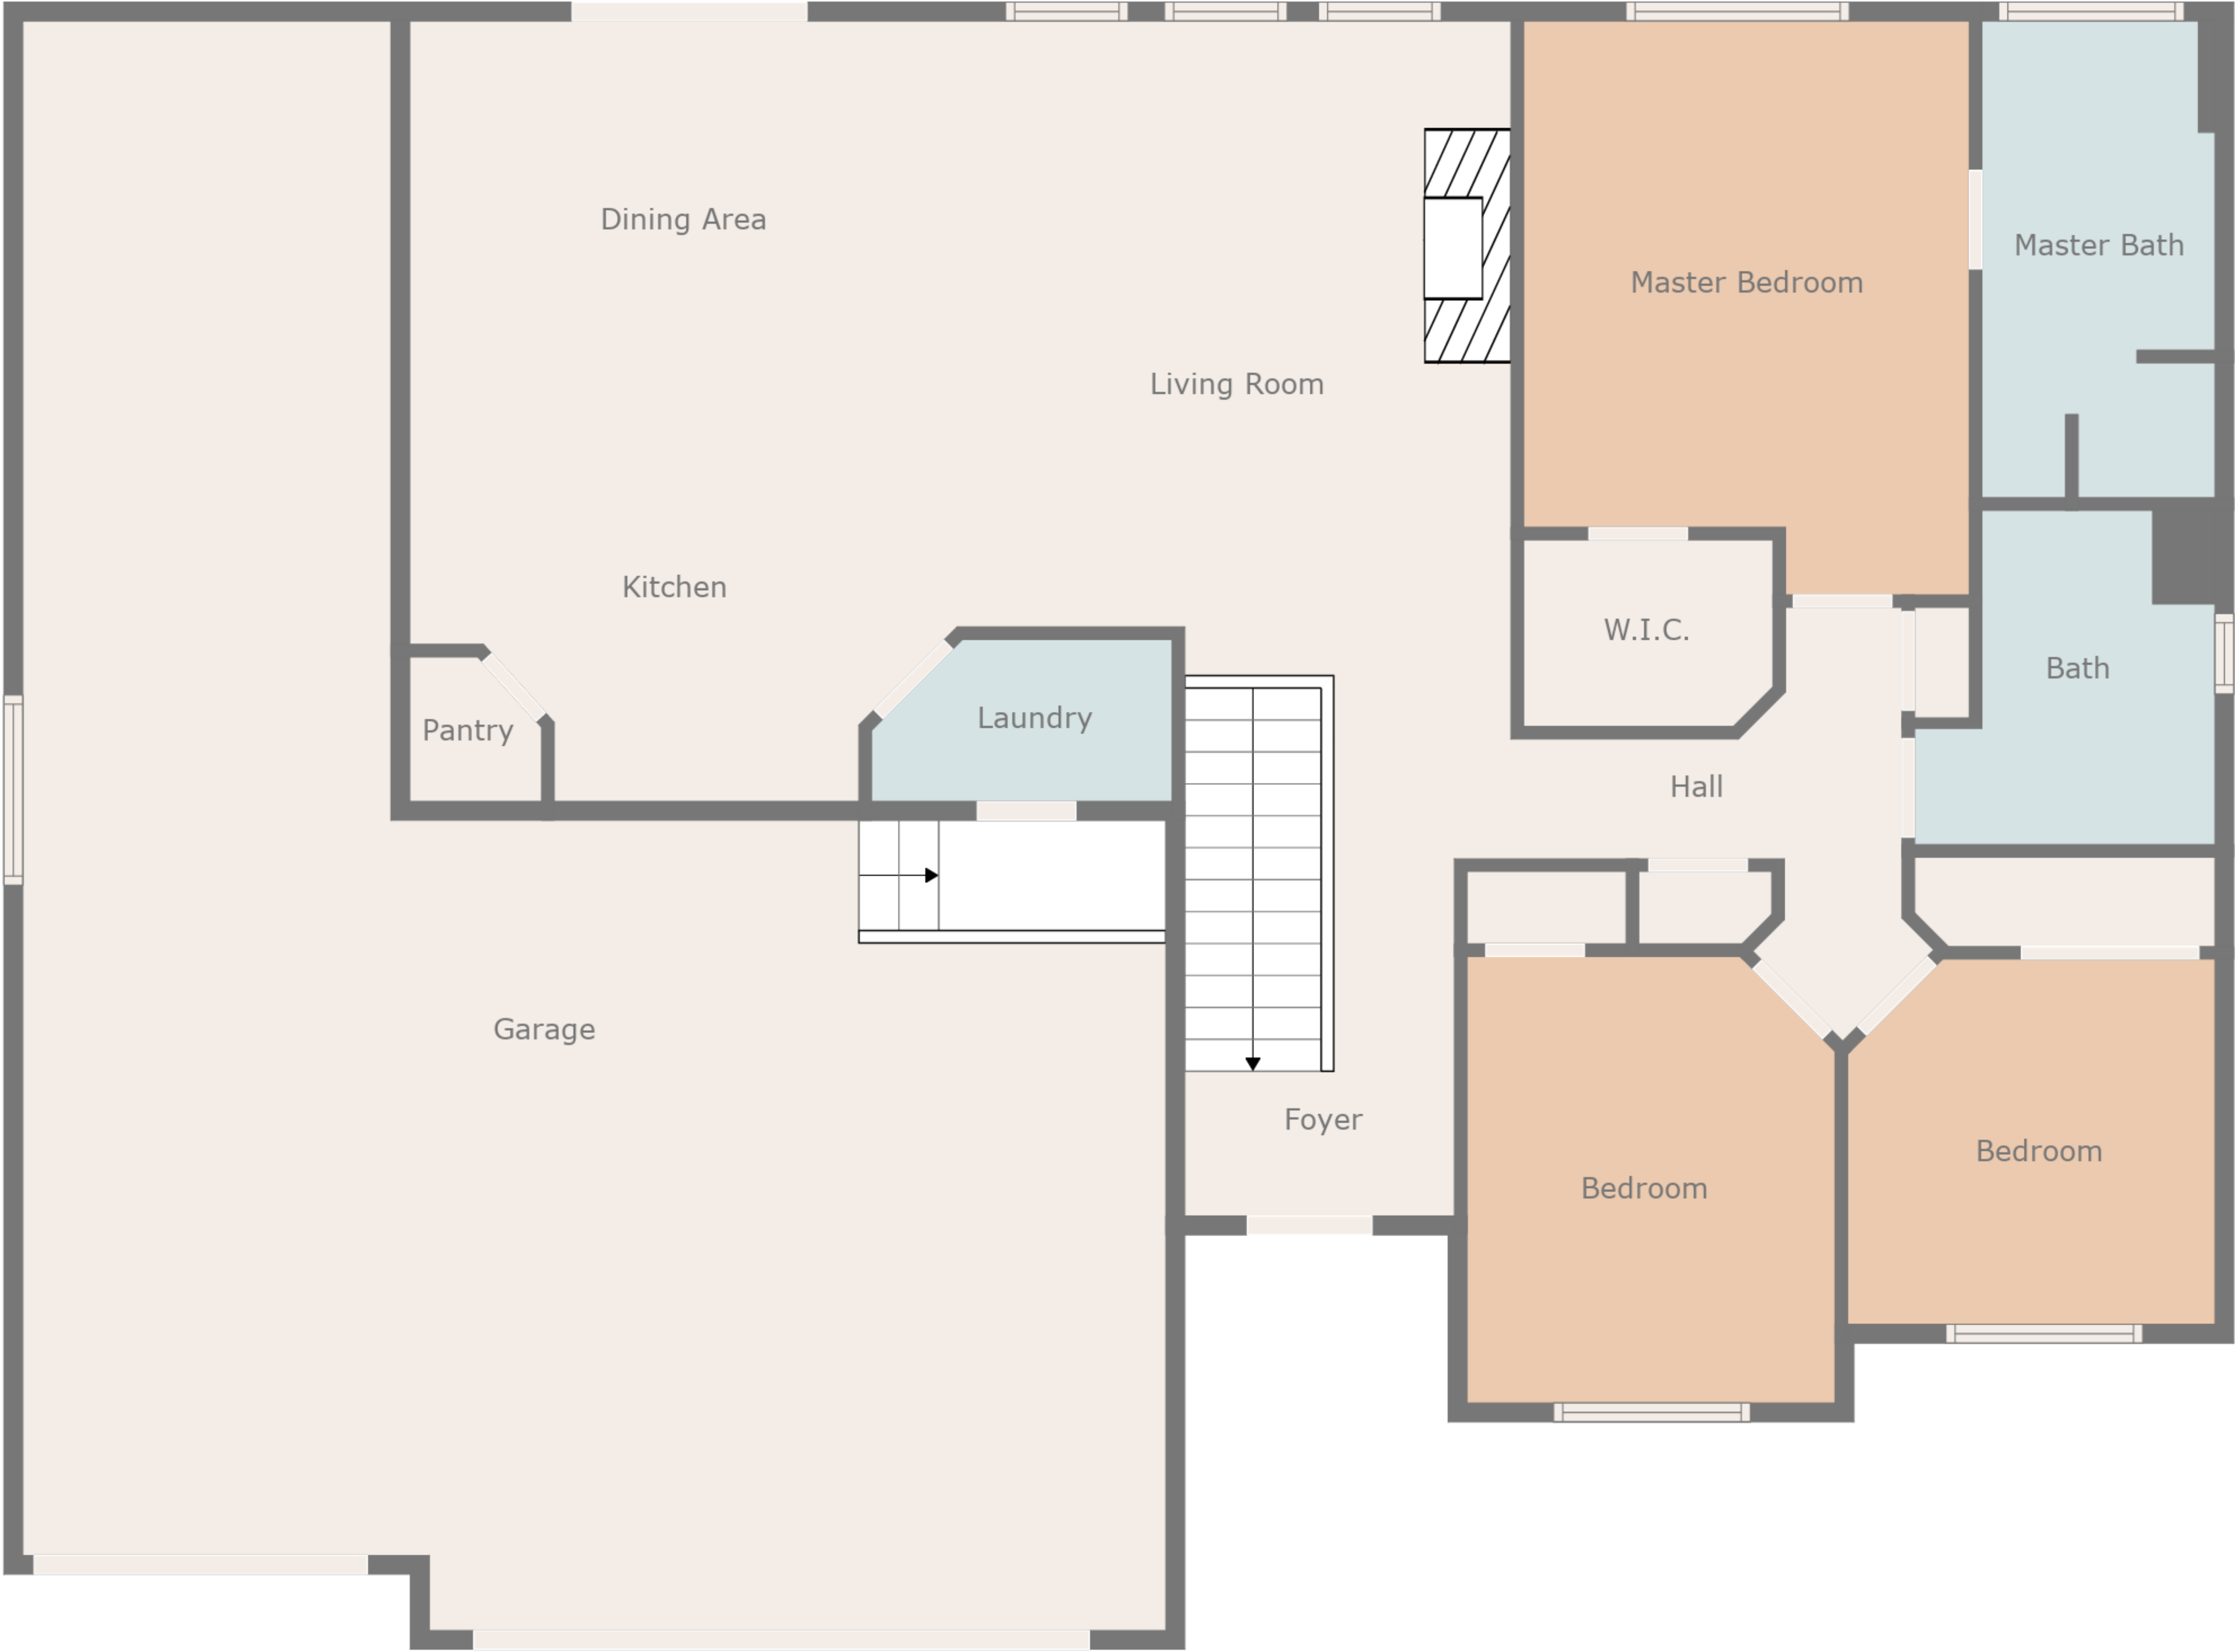 Dining Area
Master Bath
Master Bedroom
Living Room
Kitchen
W.I.C.
Bath
Laundry
Pantry
Hall
Garage
Foyer
Bedroom
Bedroom